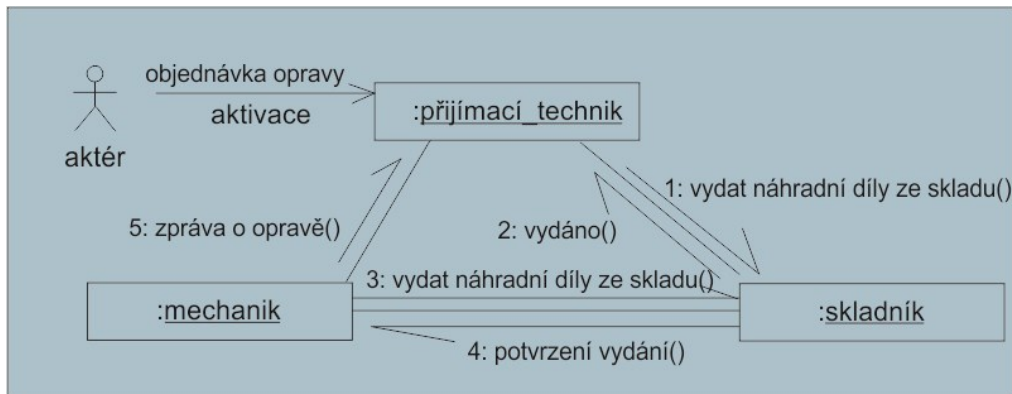 objednávka opravy
aktivace
:přijímací_technik
aktér
1: vydat náhradní díly ze skladu()
5: zpráva o opravě()
2: vydáno()
3: vydat náhradní díly ze skladu()
:mechanik
:skladník
4: potvrzení vydání()